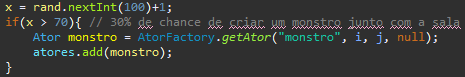 x = rand.nextInt(100)+1;
if(x > 70){ // 30% de chance de criar um monstro junto com a sala
Ator monstro = AtorFactory.getAtor("monstro", i, j, null);
atores.add(monstro);
}